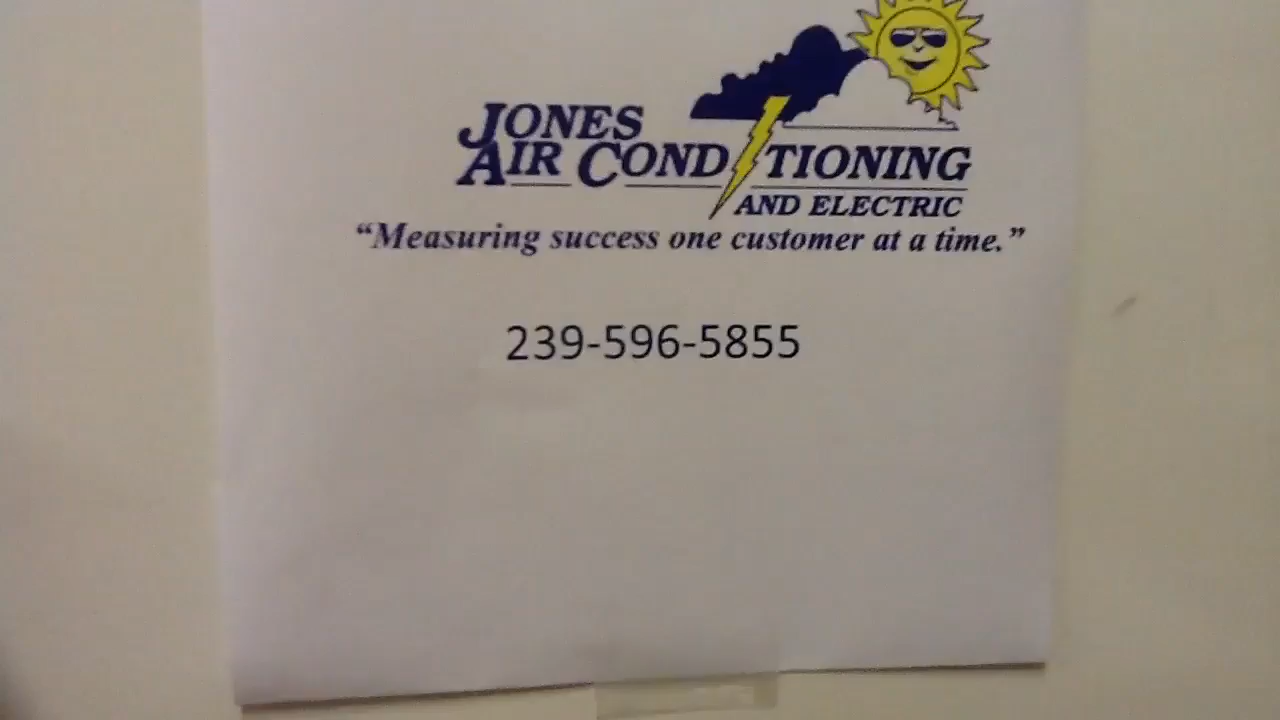 JONES
AIR CONDITIONING
AND ELECTRIC
“Measuring success one customer at a time.”
239-596-5855